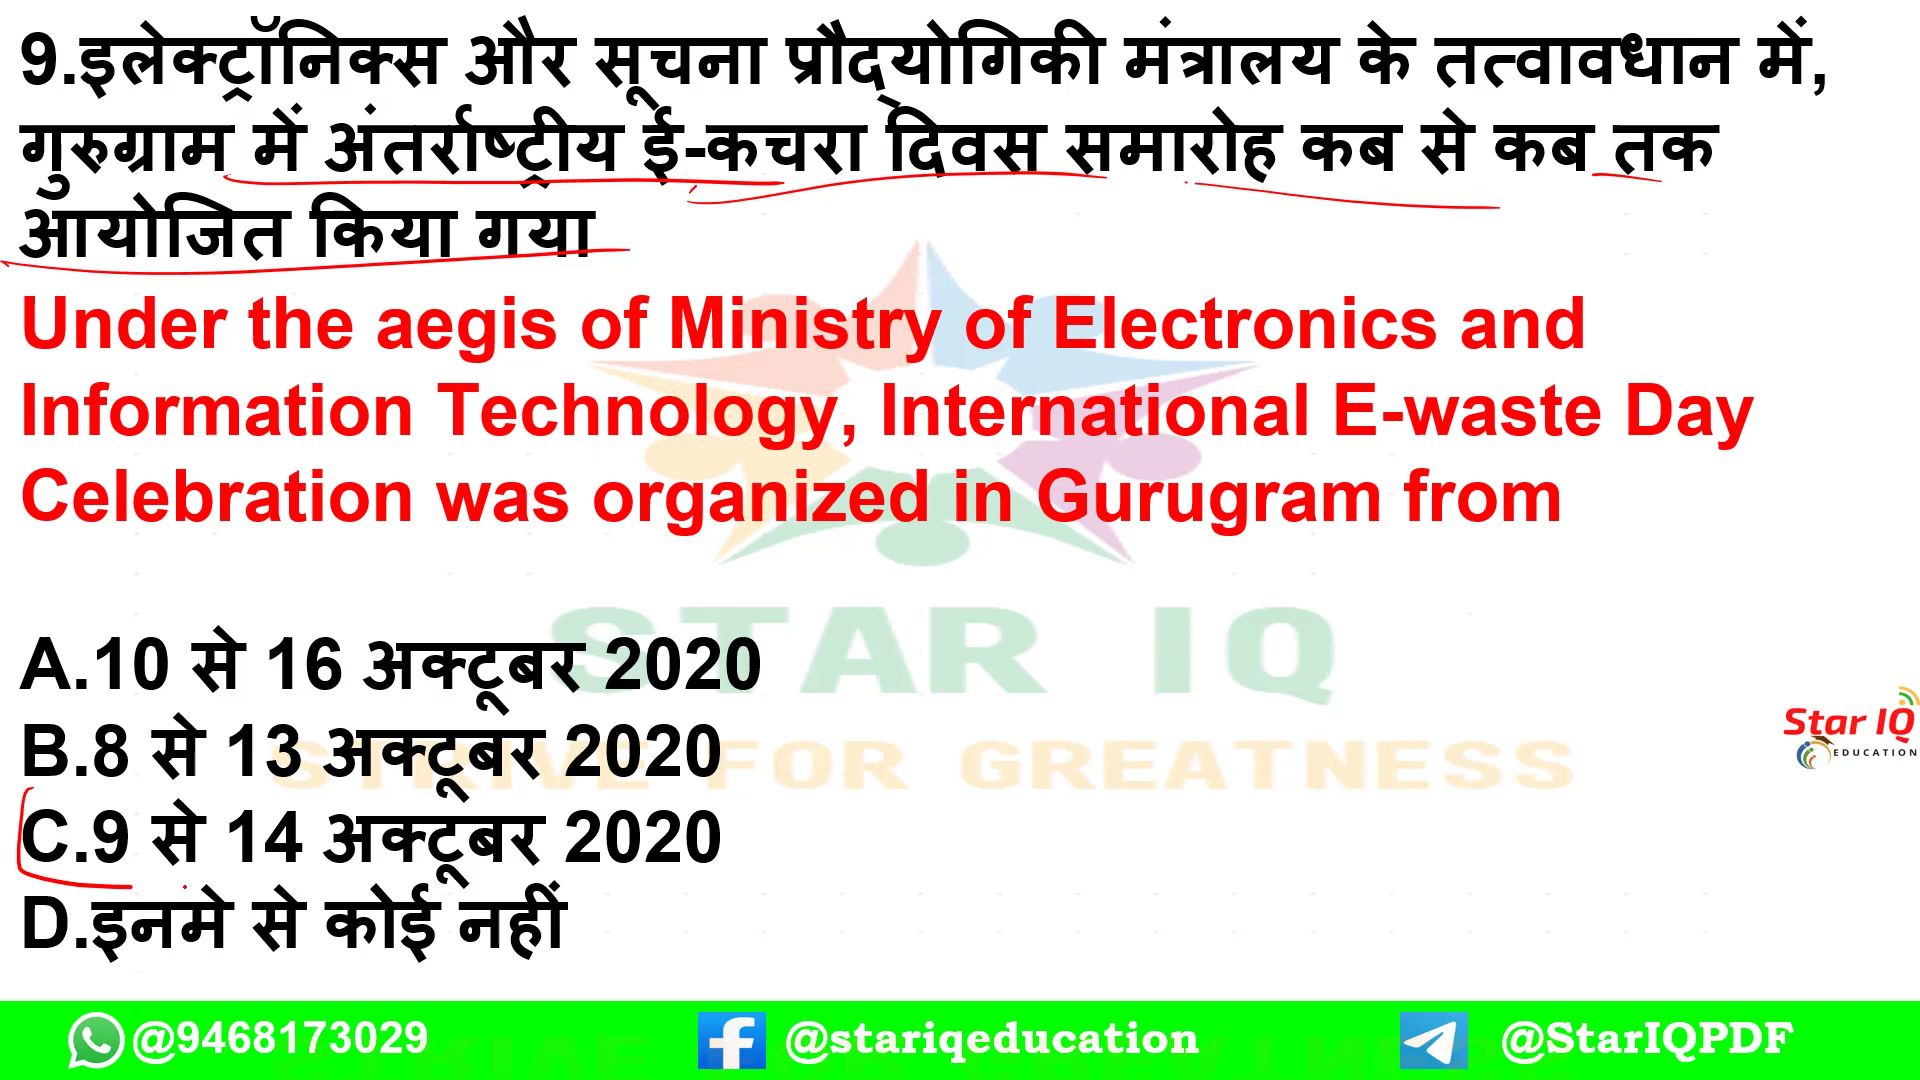 9.इलेक्ट्रॉनिक्स और सूचना प्रौद्योगिकी मंत्रालय के तत्वावधान में,
गुरुग्राम में अंतर्राष्ट्रीय ई-कचरा दिवस समारोह कब से कब तक
आयोजित किया गया
Under the aegis of Ministry of Electronics and
Information Technology, International E-waste Day
Celebration was organized in Gurugram from
STAR IQ
A.10 से 16 अक्टूबर 2020
B.8 से 13 अक्टूबर 2020
STRIVE FOR GREATNESS
Star IQ
EDUCATION
C.9 से 14 अक्टूबर 2020
D.इनमे से कोई नहीं
@9468173029 @stariqeducation @StarIQPDF